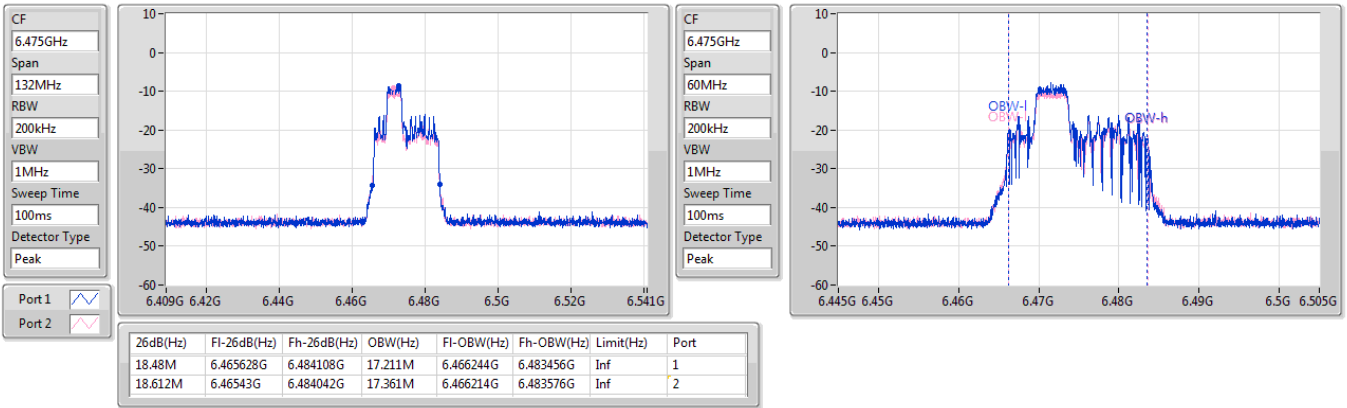 CF
6.475GHz
Span
132MHz
RBW
200kHz
VBW
1MHz
Sweep Time
100ms
Detector Type
Peak
Port 1
Port 2
10
0
-10
-20
-30
-40
-50
-60
6.409G 6.42G 6.44G 6.46G 6.48G 6.5G 6.52G 6.541G
CF
6.475GHz
Span
60MHz
RBW
200kHz
VBW
1MHz
Sweep Time
100ms
Detector Type
Peak
10
0
-10
-20
-30
-40
-50
-60
OBW-l
OBW-h
6.445G 6.45G 6.46G 6.47G 6.48G 6.49G 6.5G 6.505G
26dB(Hz) Fl-26dB(Hz) Fh-26dB(Hz) OBW(Hz) Fl-OBW(Hz) Fh-OBW(Hz) Limit(Hz) Port
18.48M 6.465628G 6.484108G 17.211M 6.466244G 6.483456G Inf 1
18.612M 6.46543G 6.484042G 17.361M 6.466214G 6.483576G Inf 2